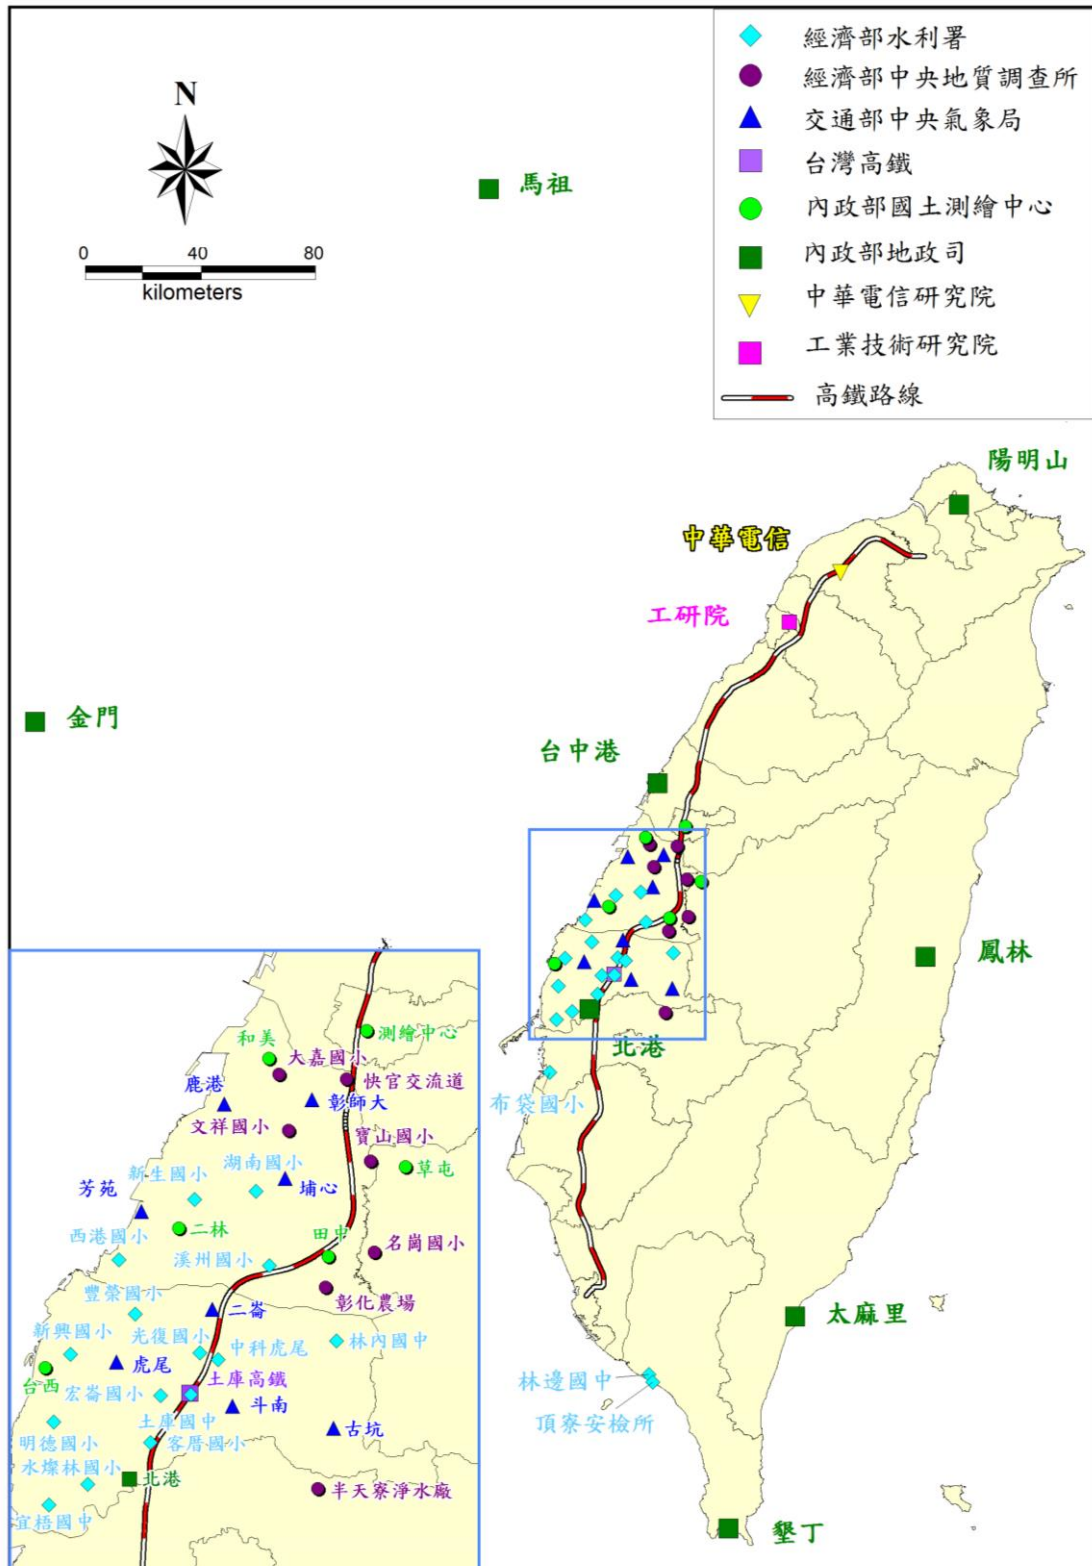 N
0 40 80
kilometers
經濟部水利署
經濟部中央地質調查所
交通部中央氣象局
台灣高鐵
內政部國土測繪中心
內政部地政司
中華電信研究院
工業技術研究院
高鐵路線
馬祖
陽明山
中華電信
工研院
金門
台中港
鳳林
北港
布袋國小
太麻里
林邊國中
頂寮安檢所
墾丁
和美
測繪中心
大嘉國小
快官交流道
鹿港
彰師大
文祥國小
寶山國小
草屯
湖南國小
新生國小
埔心
芳苑
二林
田中
名崗國小
西港國小
溪州國小
彰化農場
豐榮國小
二崙
新興國小
光復國小
中科虎尾
林內國中
虎尾
台西
土庫高鐵
宏崙國小
土庫國中
斗南
古坑
明德國小
客厝國小
水燦林國小
北港
半天寮淨水廠
宜梧國中